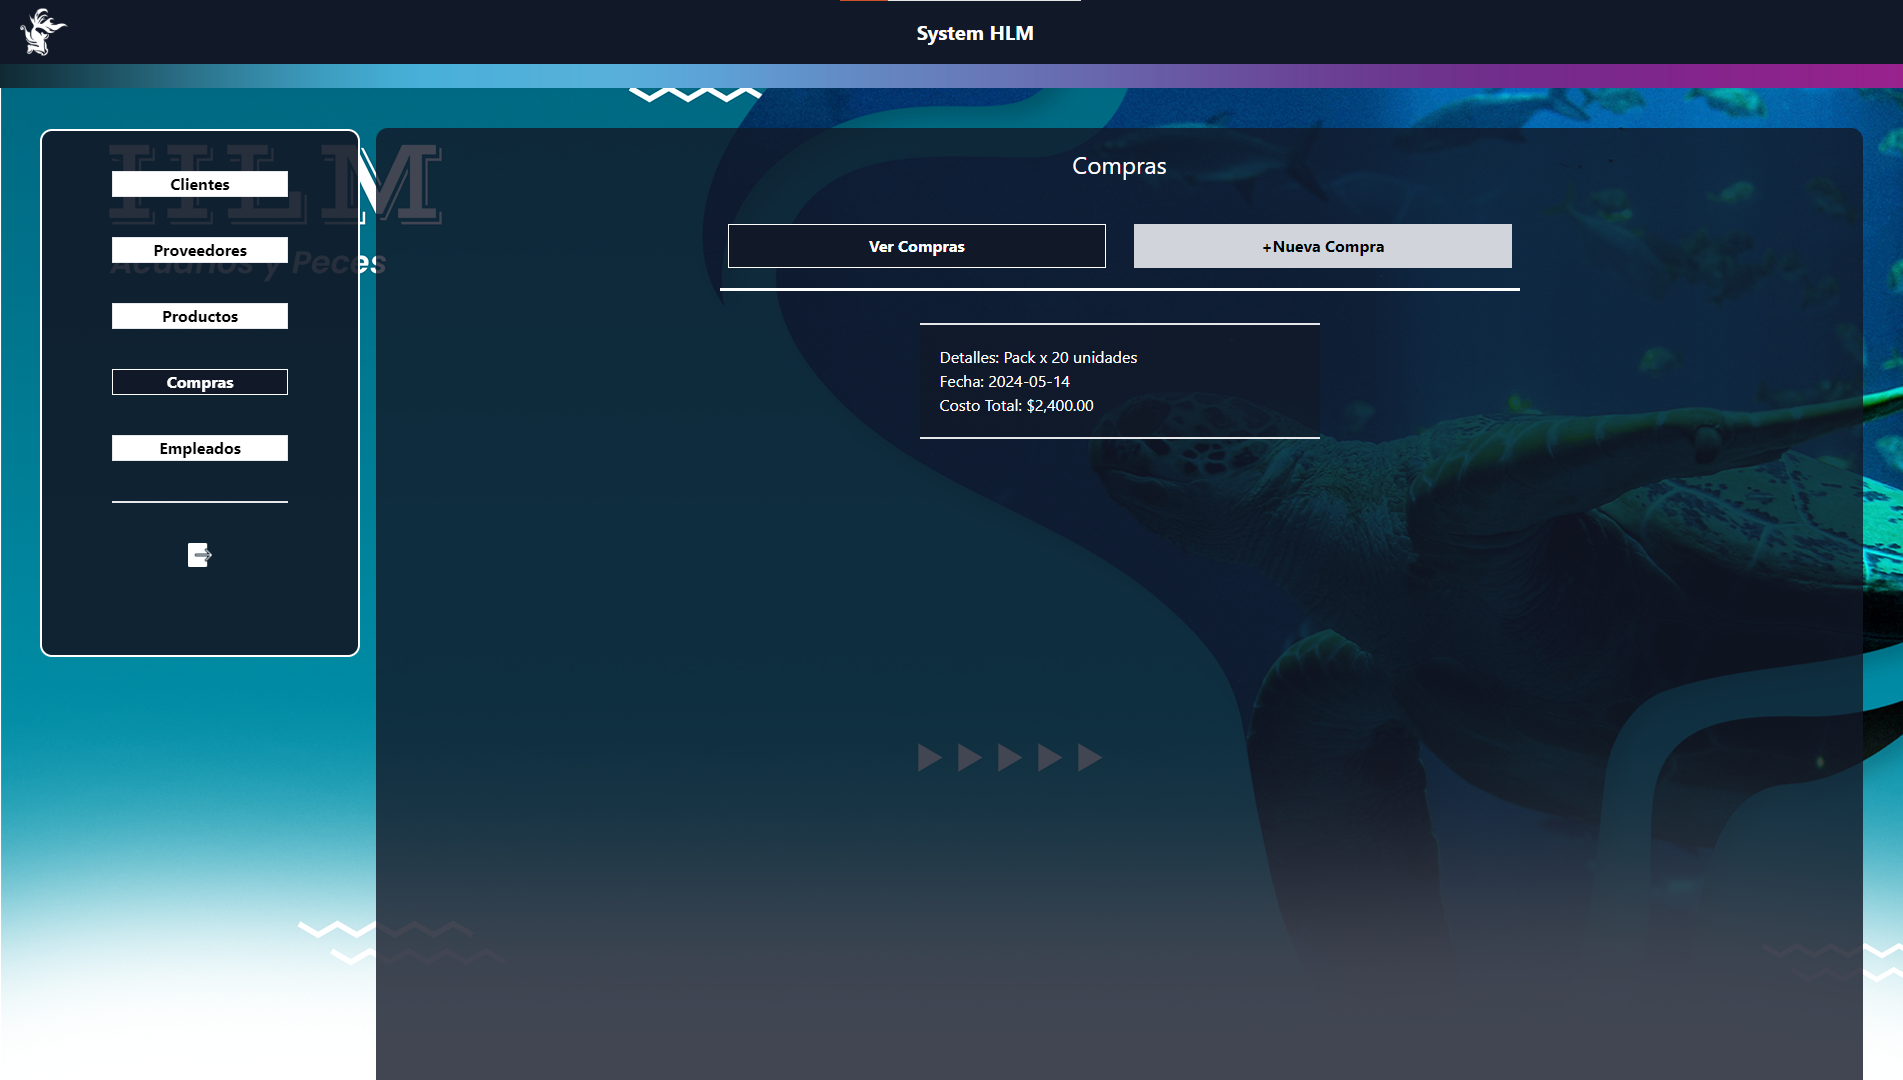 System HLM
HLM
Acuarios y Peces
Clientes
Proveedores
Productos
Compras
Empleados
Compras
Ver Compras
+Nueva Compra
Detalles: Pack x 20 unidades
Fecha: 2024-05-14
Costo Total: $2,400.00